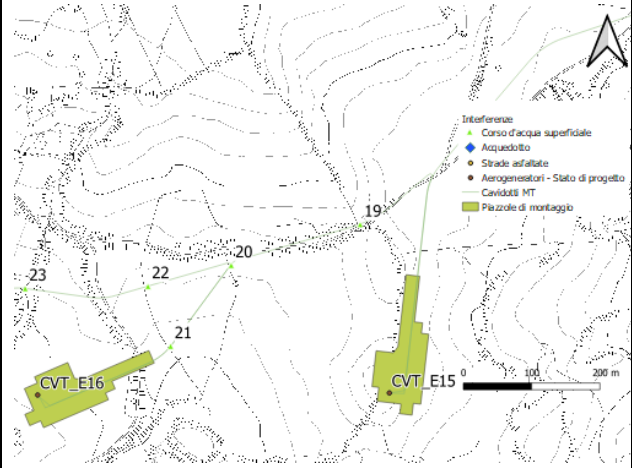 Interferenze
Corso d'acqua superficiale
Acquedotto
Strade asfaltate
Aerogeneratori - Stato di progetto
Cavidotti MT
Piazzole di montaggio
19
20
23
22
21
CVT_E16
CVT_E15
0 100 200 m